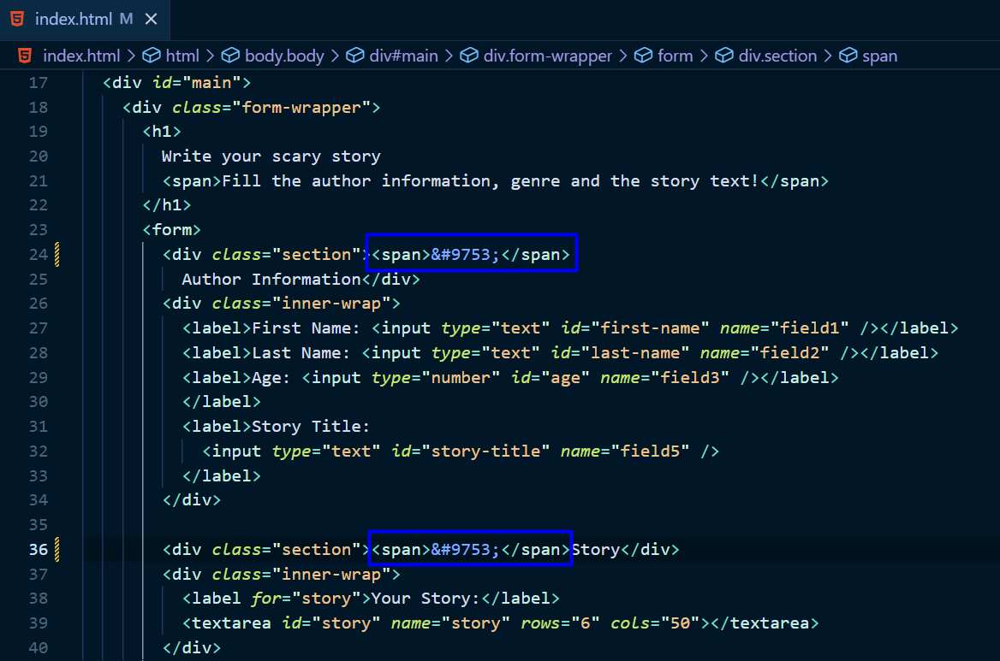 index.html M
index.html > html > body.body > div#main > div.form-wrapper > form > div.section > span
17 <div id="main">
18 <div class="form-wrapper">
19 <h1>
20 Write your scary story
21 <span>Fill the author information, genre and the story text!</span>
22 </h1>
23 <form>
24 <div class="section"><span>&#9753;</span>
25 Author Information</div>
26 <div class="inner-wrap">
27 <label>First Name: <input type="text" id="first-name" name="field1" /></label>
28 <label>Last Name: <input type="text" id="last-name" name="field2" /></label>
29 <label>Age: <input type="number" id="age" name="field3" /></label>
30 </label>
31 <label>Story Title:
32 <input type="text" id="story-title" name="field5" />
33 </label>
34 </div>
35
36 <div class="section"><span>&#9753;</span>Story</div>
37 <div class="inner-wrap">
38 <label for="story">Your Story:</label>
39 <textarea id="story" name="story" rows="6" cols="50"></textarea>
40 </div>